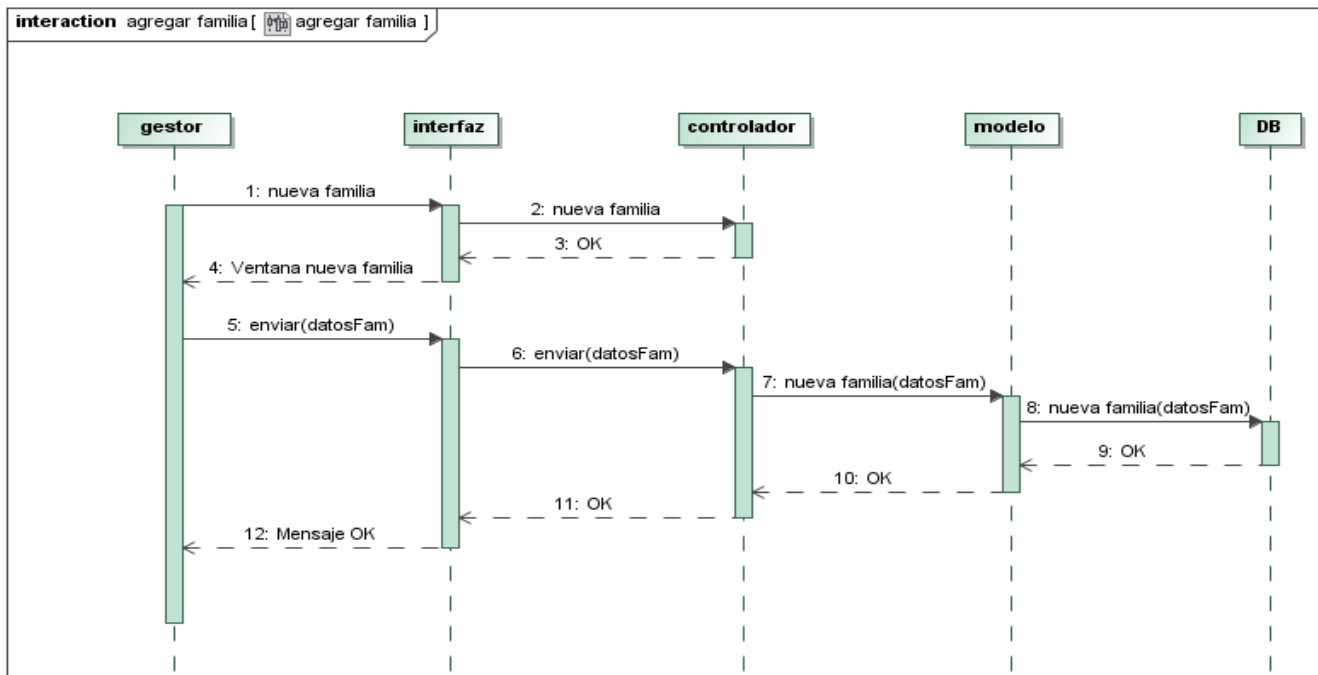 interaction agregar familia [ agregar familia ]
gestor
interfaz
controlador
modelo
DB
1: nueva familia
2: nueva familia
3: OK
4: Ventana nueva familia
5: enviar(datosFam)
6: enviar(datosFam)
7: nueva familia(datosFam)
8: nueva familia(datosFam)
9: OK
10: OK
11: OK
12: Mensaje OK